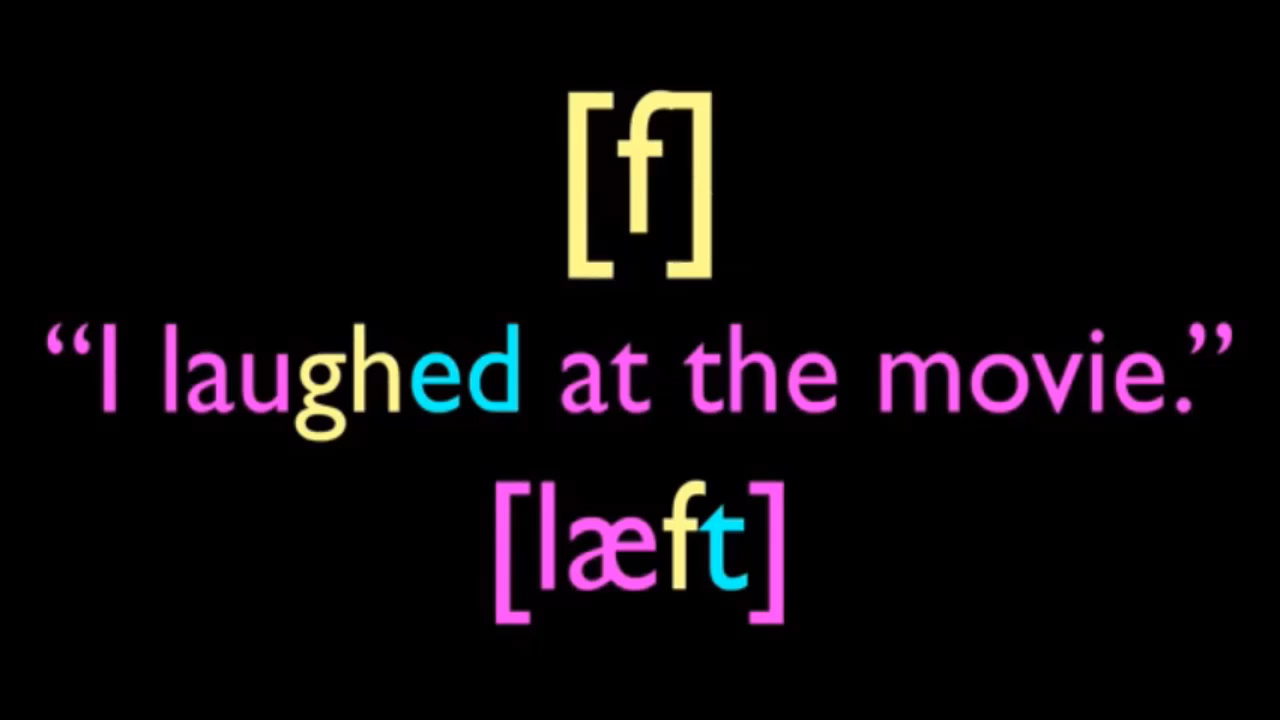 [f]
“I laughed at the movie.”
[læft]